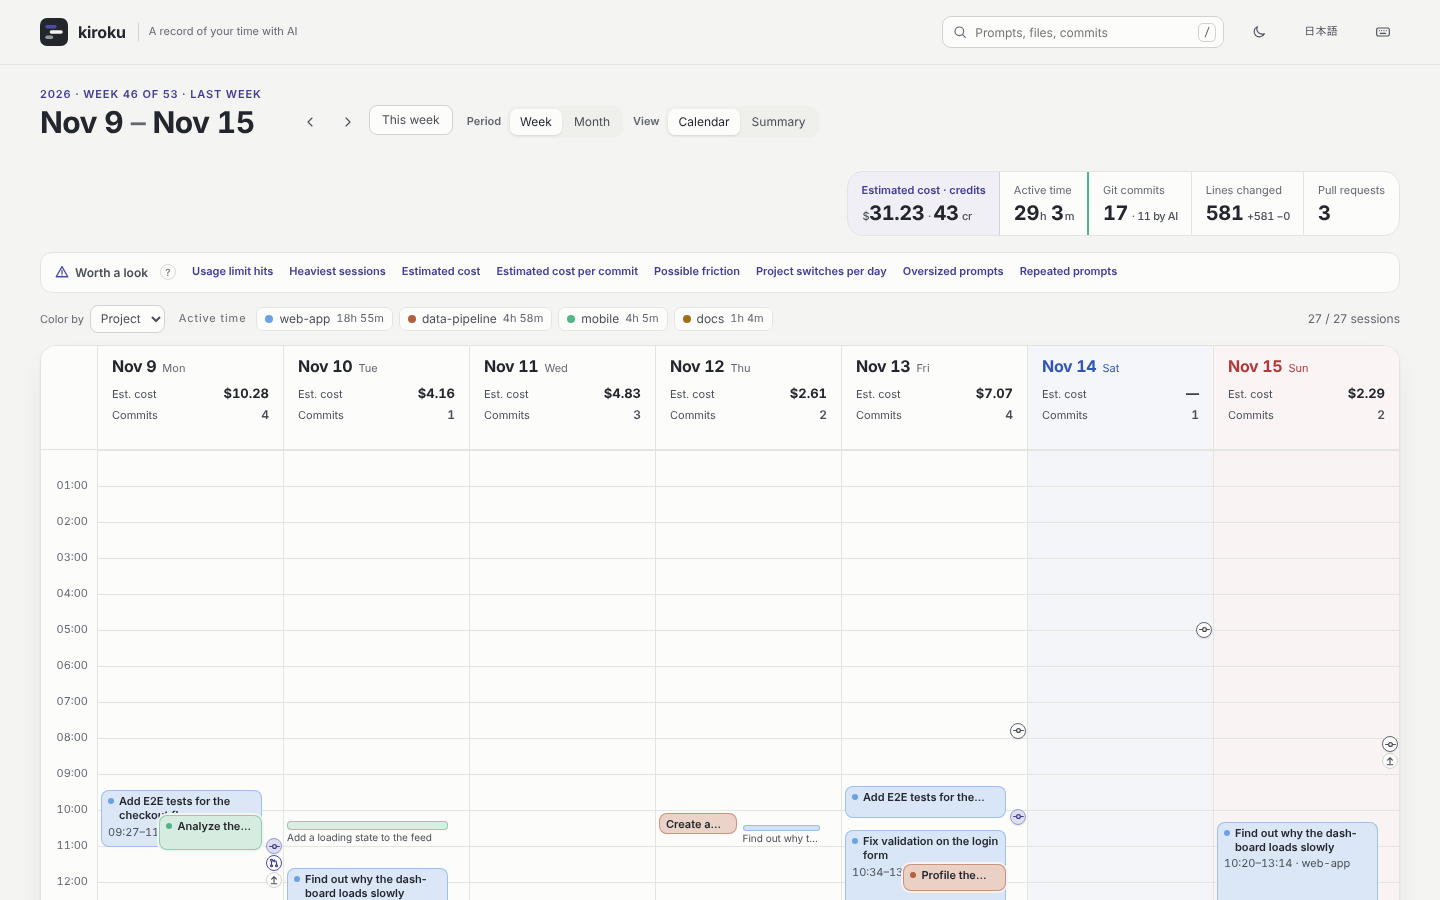 kiroku
A record of your time with AI
Prompts, files, commits
/
日本語
2026 · WEEK 46 OF 53 · LAST WEEK
Nov 9 – Nov 15
This week
Period
Week
Month
View
Calendar
Summary
Estimated cost · credits
$31.23 · 43 cr
Active time
29h 3m
Git commits
17 · 11 by AI
Lines changed
581 +581 −0
Pull requests
3
Worth a look
?
Usage limit hits
Heaviest sessions
Estimated cost
Estimated cost per commit
Possible friction
Project switches per day
Oversized prompts
Repeated prompts
Color by
Project
Active time
web-app 18h 55m
data-pipeline 4h 58m
mobile 4h 5m
docs 1h 4m
27 / 27 sessions
Nov 9 Mon
Est. cost $10.28
Commits 4
Nov 10 Tue
Est. cost $4.16
Commits 1
Nov 11 Wed
Est. cost $4.83
Commits 3
Nov 12 Thu
Est. cost $2.61
Commits 2
Nov 13 Fri
Est. cost $7.07
Commits 4
Nov 14 Sat
Est. cost —
Commits 1
Nov 15 Sun
Est. cost $2.29
Commits 2
01:00
02:00
03:00
04:00
05:00
06:00
07:00
08:00
09:00
10:00
11:00
12:00
Add E2E tests for the
09:27–11
Analyze the…
Add a loading state to the feed
Find out why the dash-
board loads slowly
Create a…
Find out why t…
Add E2E tests for the…
Fix validation on the login
form
10:34–13
Profile the…
Find out why the dash-
board loads slowly
10:20–13:14 · web-app